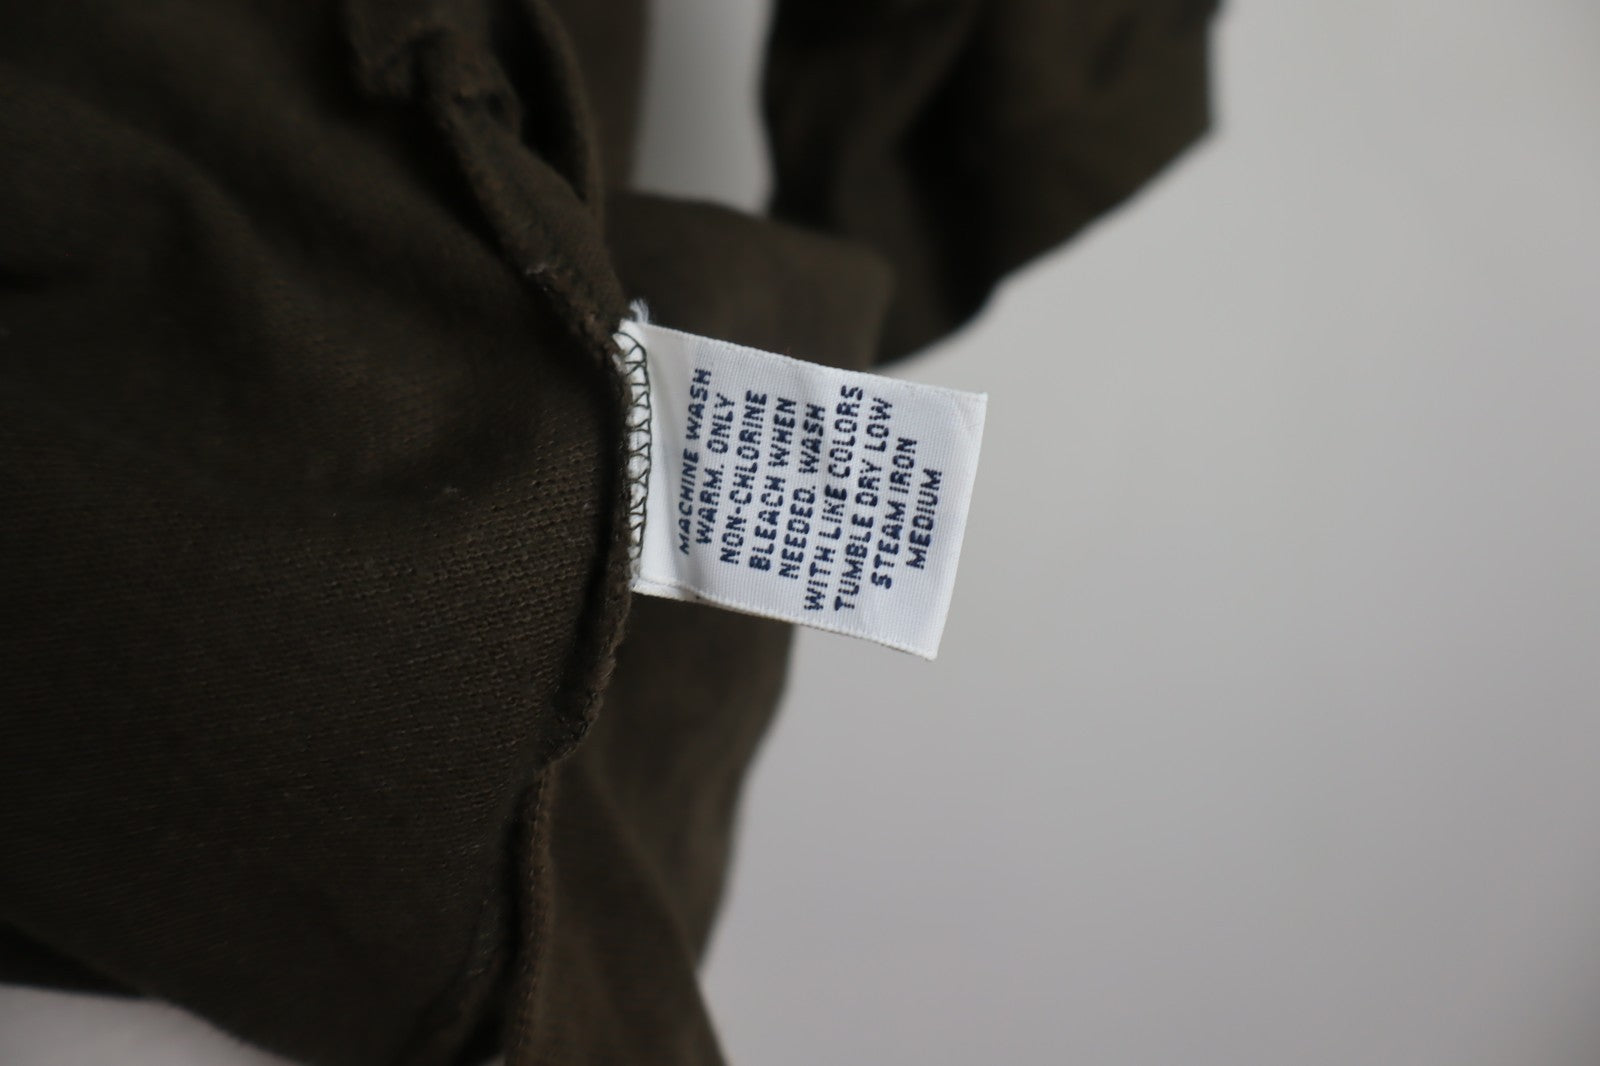 MACHINE WASH
WARM. ONLY
NON-CHLORINE
BLEACH WHEN
NEEDED. WASH
WITH LIKE COLORS
TUMBLE DRY LOW
STEAM IRON
MEDIUM